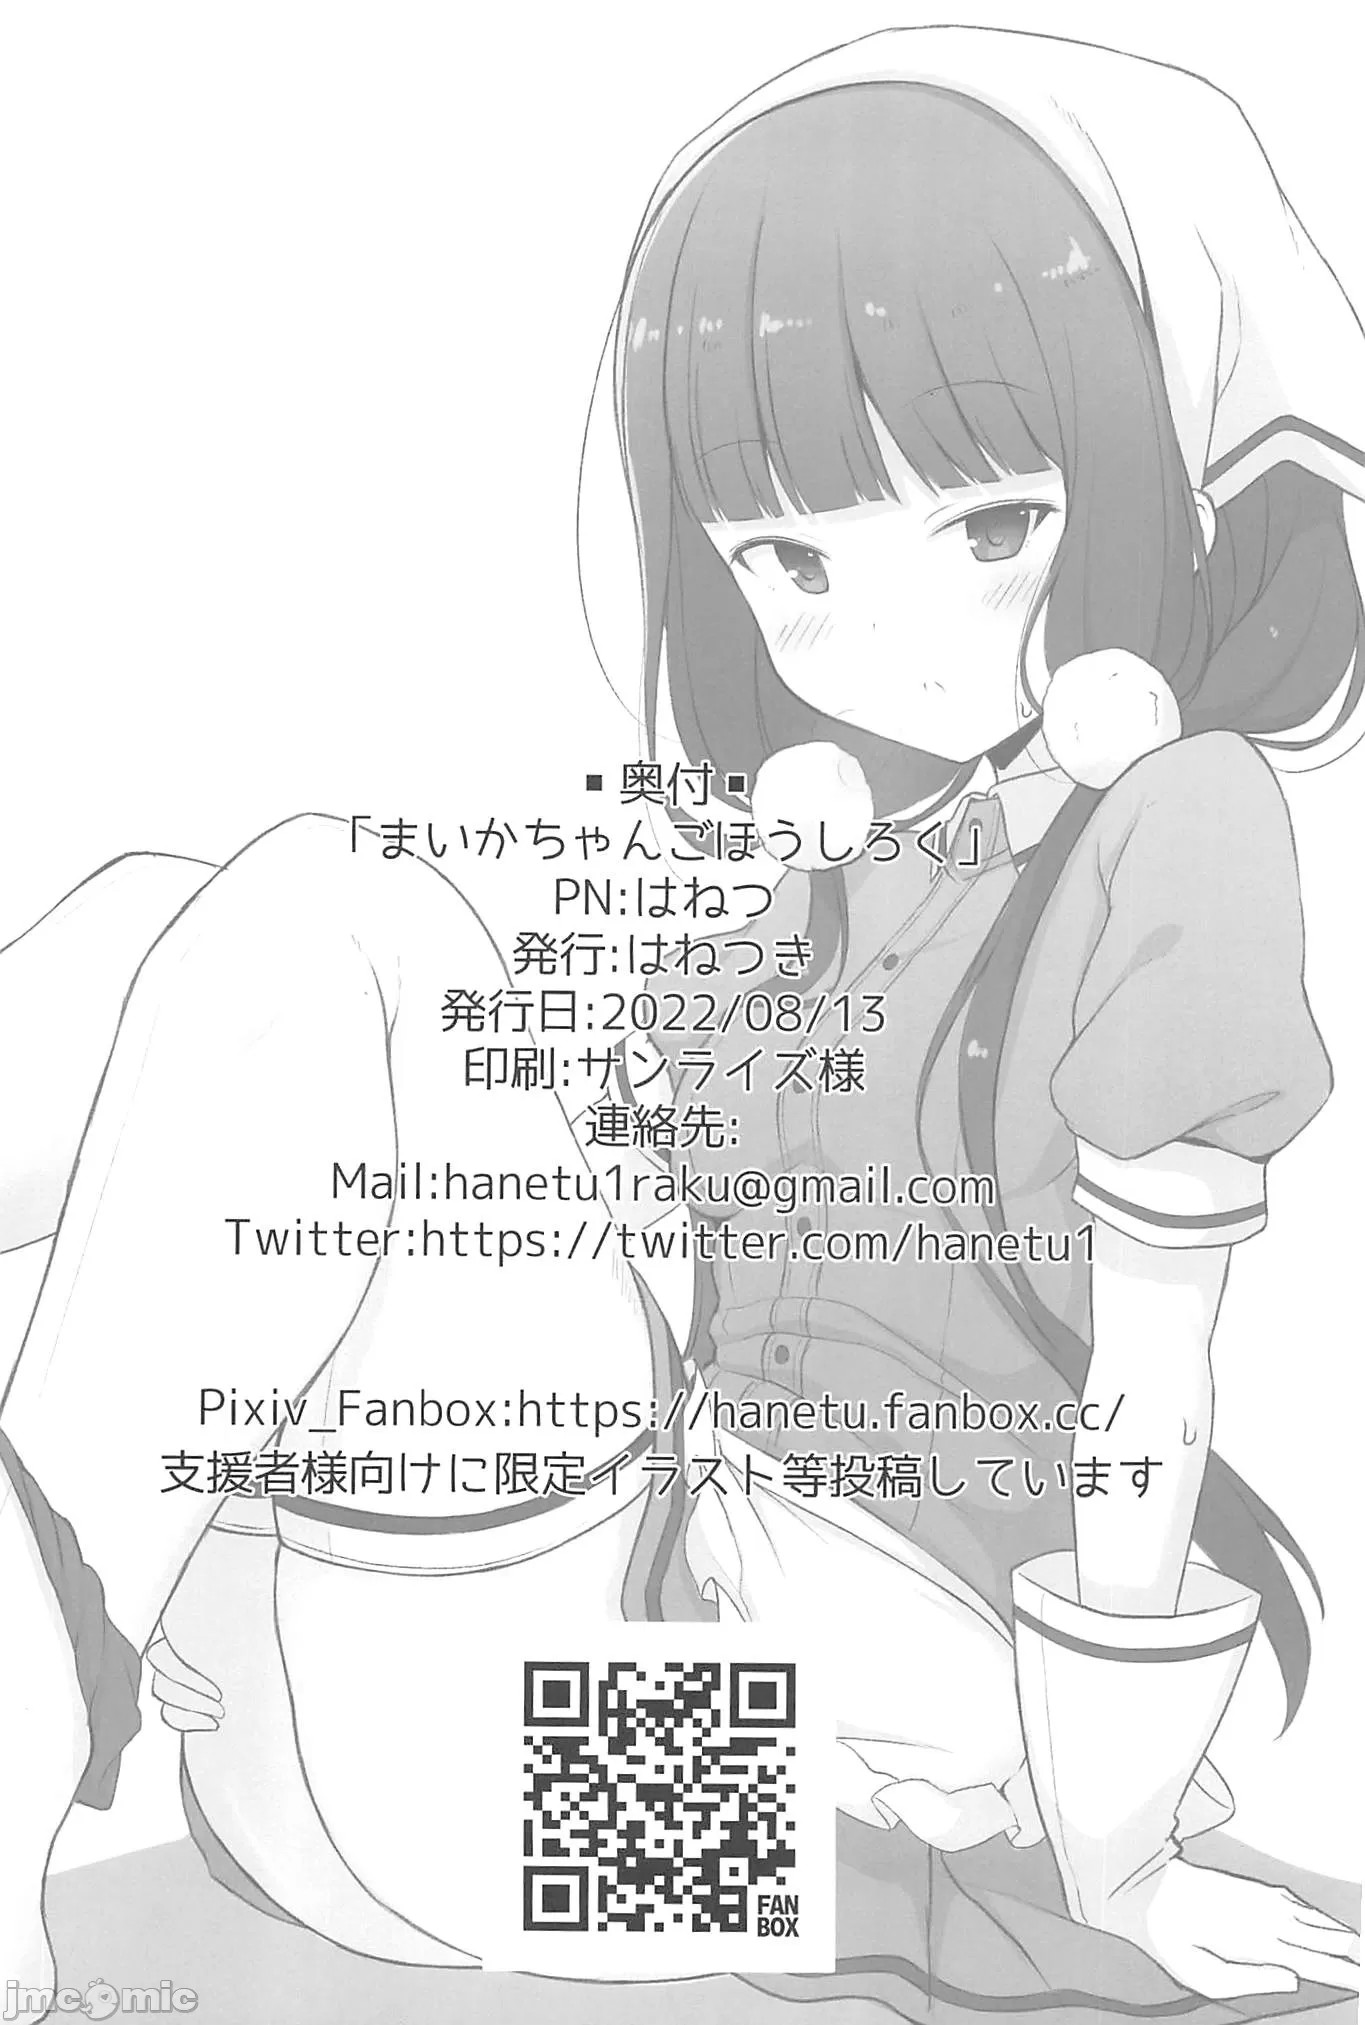 ▪奥付▪
「まいかちゃんごほうしろく」
PN:はねつ
発行:はねつき
発行日:2022/08/13
印刷:サンライズ様
連絡先:
Mail:hanetu1raku@gmail.com
Twitter:https://twitter.com/hanetu1
Pixiv_Fanbox:https://hanetu.fanbox.cc/
支援者様向けに限定イラスト等投稿しています
FAN
BOX
jmcomic